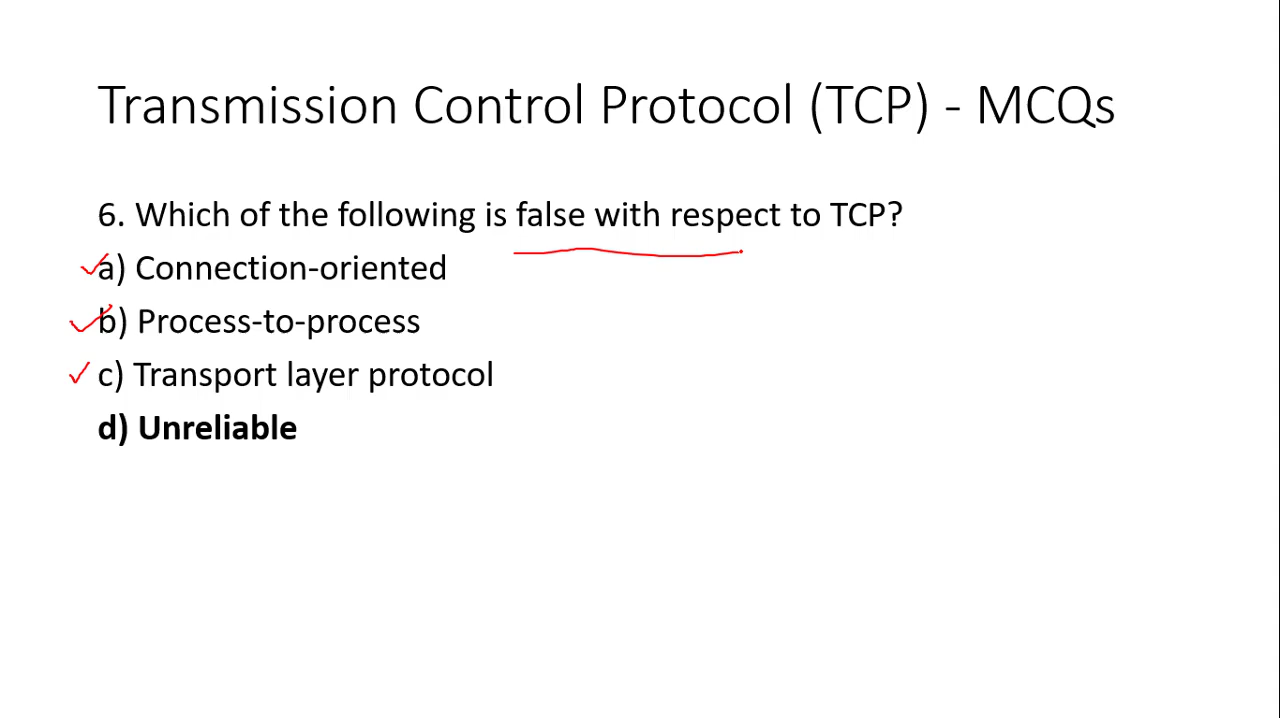 Transmission Control Protocol (TCP) - MCQs
6. Which of the following is false with respect to TCP?
a) Connection-oriented
b) Process-to-process
c) Transport layer protocol
d) Unreliable